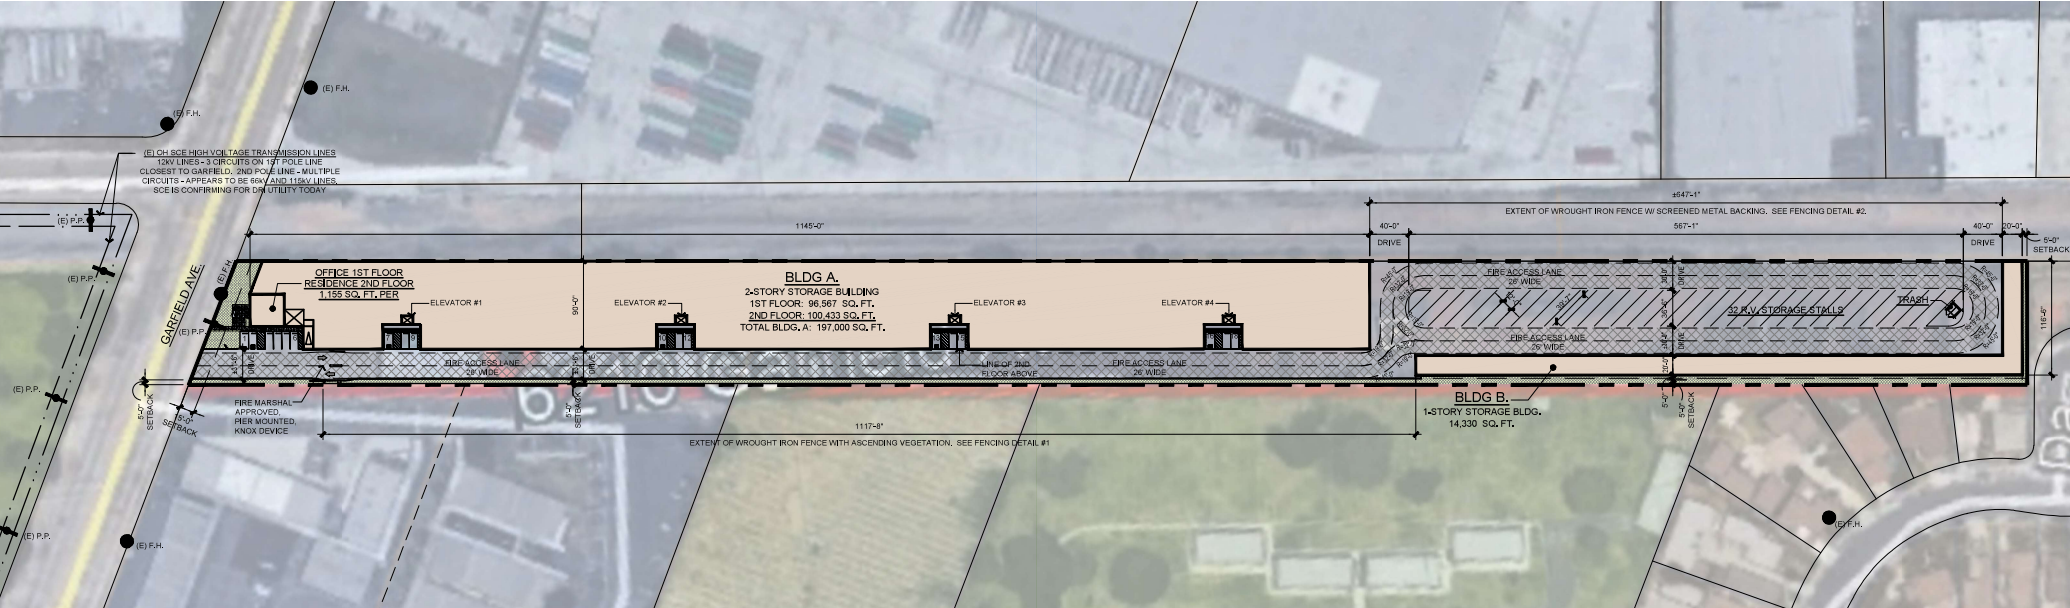 (E) F.H.
(E) F.H.
(E) OH SCE HIGH VOLTAGE TRANSMISSION LINES
12kV LINES - 3 CIRCUITS ON 1ST POLE LINE
CLOSEST TO GARFIELD. 2ND POLE LINE - MULTIPLE
CIRCUITS - APPEARS TO BE 66kV AND 115kV LINES,
SCE IS CONFIRMING FOR DRY UTILITY TODAY
(E) P.P.
(E) P.P.
(E) P.P.
(E) P.P.
GARFIELD AVE.
(E) F.H.
(E) P.P.
1145'-0"
±647'-1"
EXTENT OF WROUGHT IRON FENCE W/ SCREENED METAL BACKING. SEE FENCING DETAIL #2.
40'-0"
DRIVE
567'-1"
40'-0"
DRIVE
20'-0"
5'-0"
SETBACK
OFFICE 1ST FLOOR
RESIDENCE 2ND FLOOR
1,155 SQ. FT. PER
BLDG A.
2-STORY STORAGE BUILDING
1ST FLOOR: 96,567 SQ. FT.
2ND FLOOR: 100,433 SQ. FT.
TOTAL BLDG. A: 197,000 SQ. FT.
ELEVATOR #1
ELEVATOR #2
ELEVATOR #3
ELEVATOR #4
90'-0"
FIRE ACCESS LANE
26' WIDE
32 R.V. STORAGE STALLS
TRASH
FIRE ACCESS LANE
26' WIDE
DRIVE
DRIVE
116'-6"
DRIVE
FIRE ACCESS LANE
26' WIDE
DRIVE
LINE OF 2ND
FLOOR ABOVE
FIRE ACCESS LANE
26' WIDE
5'-0"
SETBACK
5'-0"
SETBACK
FIRE MARSHAL
APPROVED,
PIER MOUNTED,
KNOX DEVICE
5'-0"
SETBACK
1117'-8"
EXTENT OF WROUGHT IRON FENCE WITH ASCENDING VEGETATION. SEE FENCING DETAIL #1
BLDG B.
1-STORY STORAGE BLDG.
14,330 SQ. FT.
5'-0"
5'-0"
SETBACK
(E) F.H.
(E) F.H.